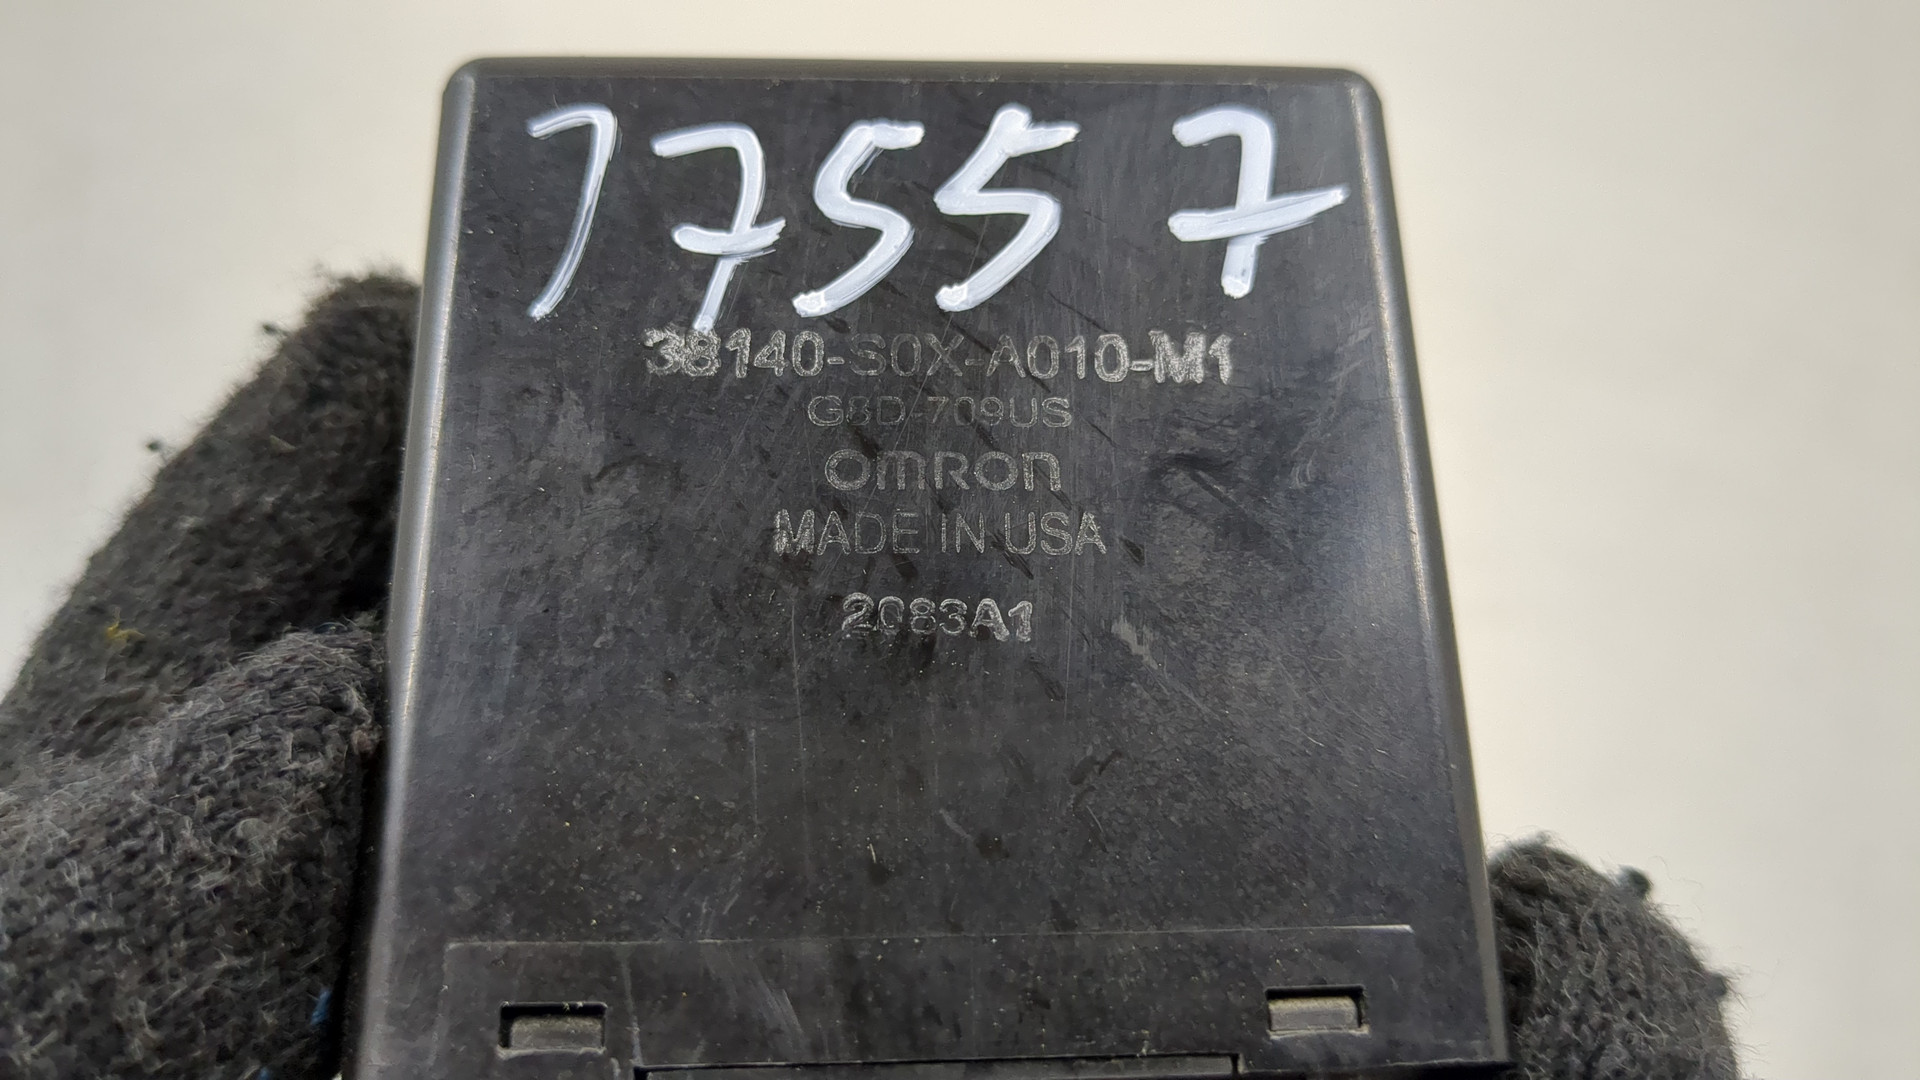 17557
38140-S0X-A010-M1
G8D-709US
OMRON
MADE IN USA
2083A1